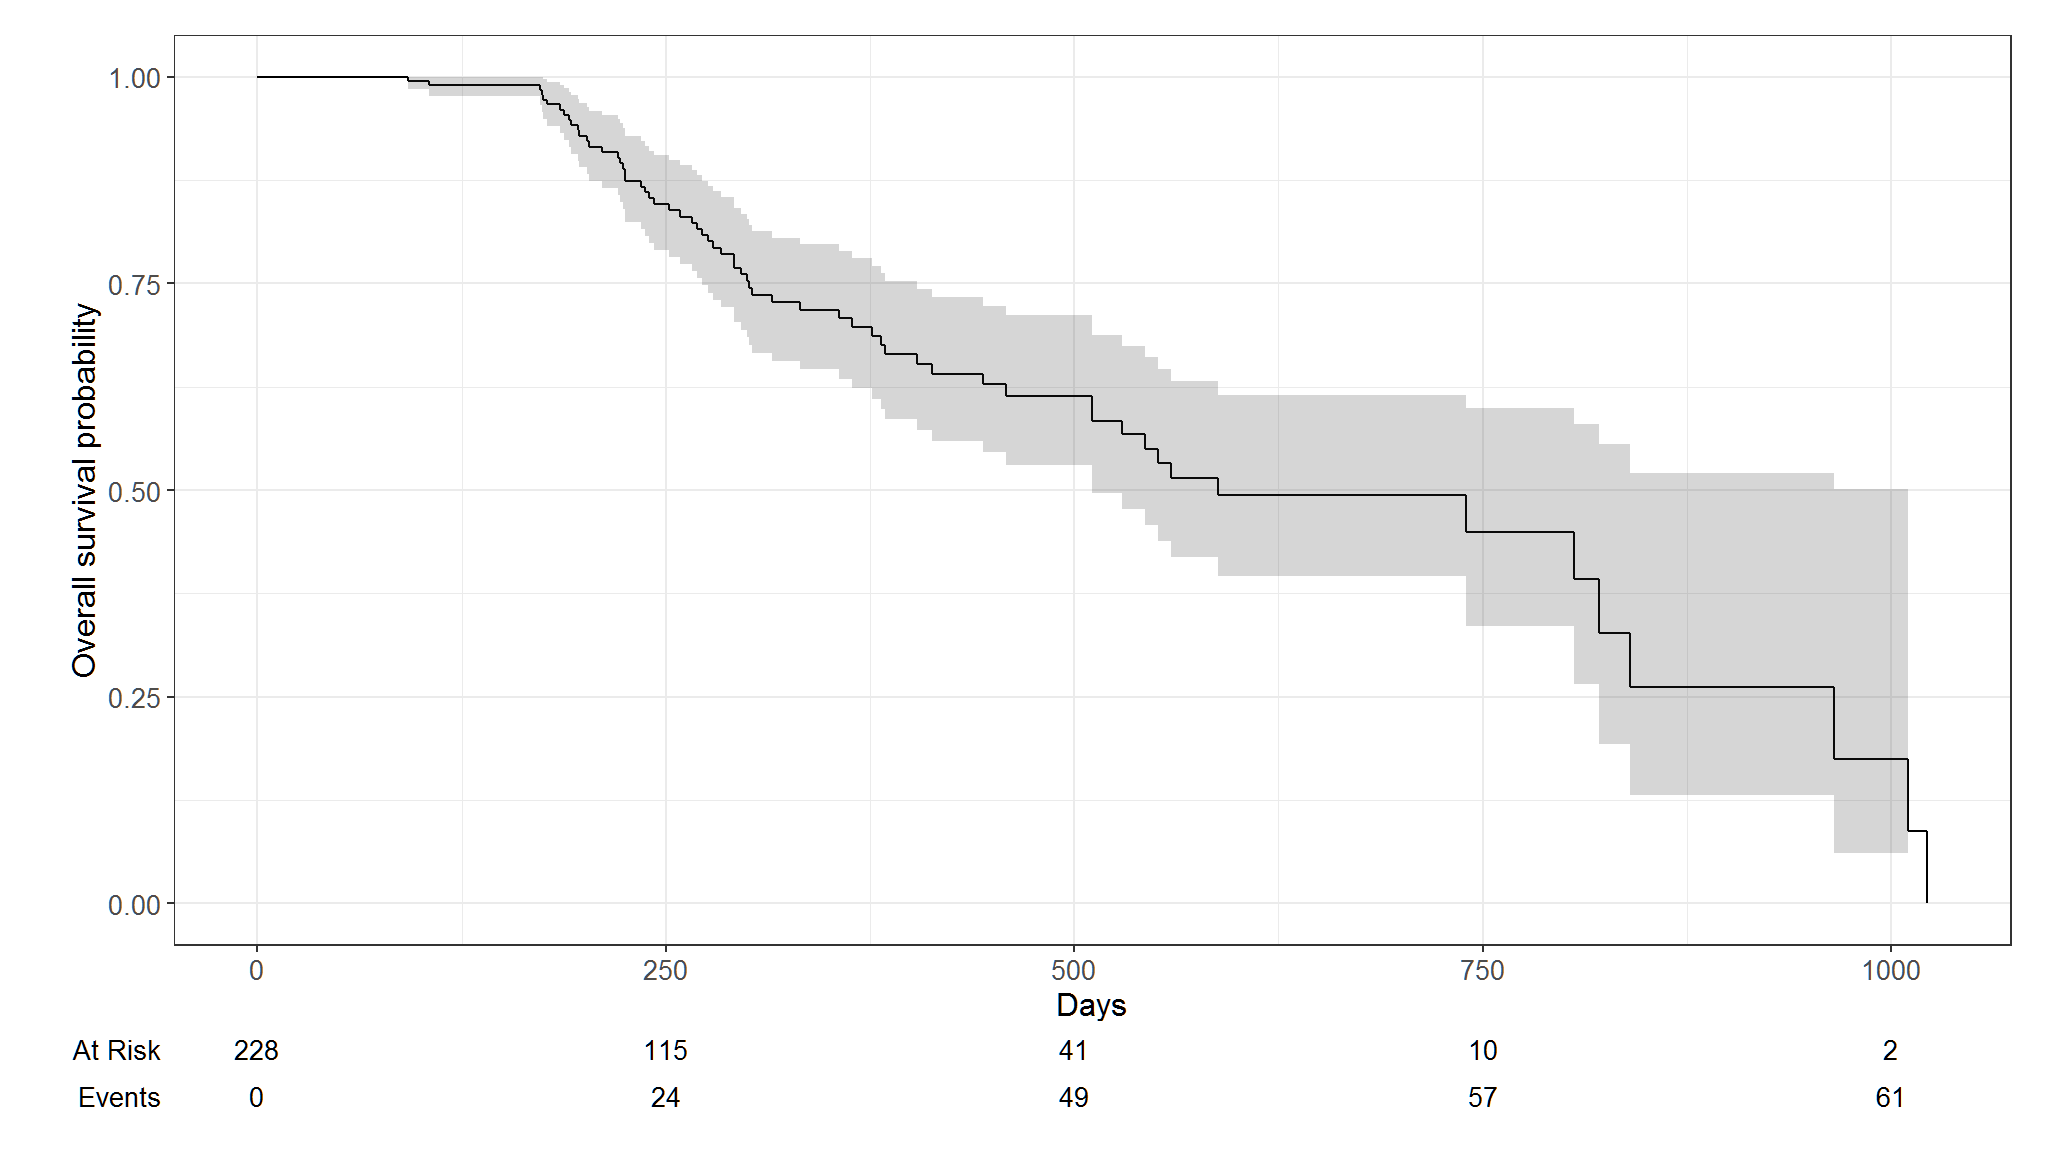 Overall survival probability
1.00
0.75
0.50
0.25
0.00
0 250 500 750 1000
Days
At Risk 228 115 41 10 2
Events 0 24 49 57 61